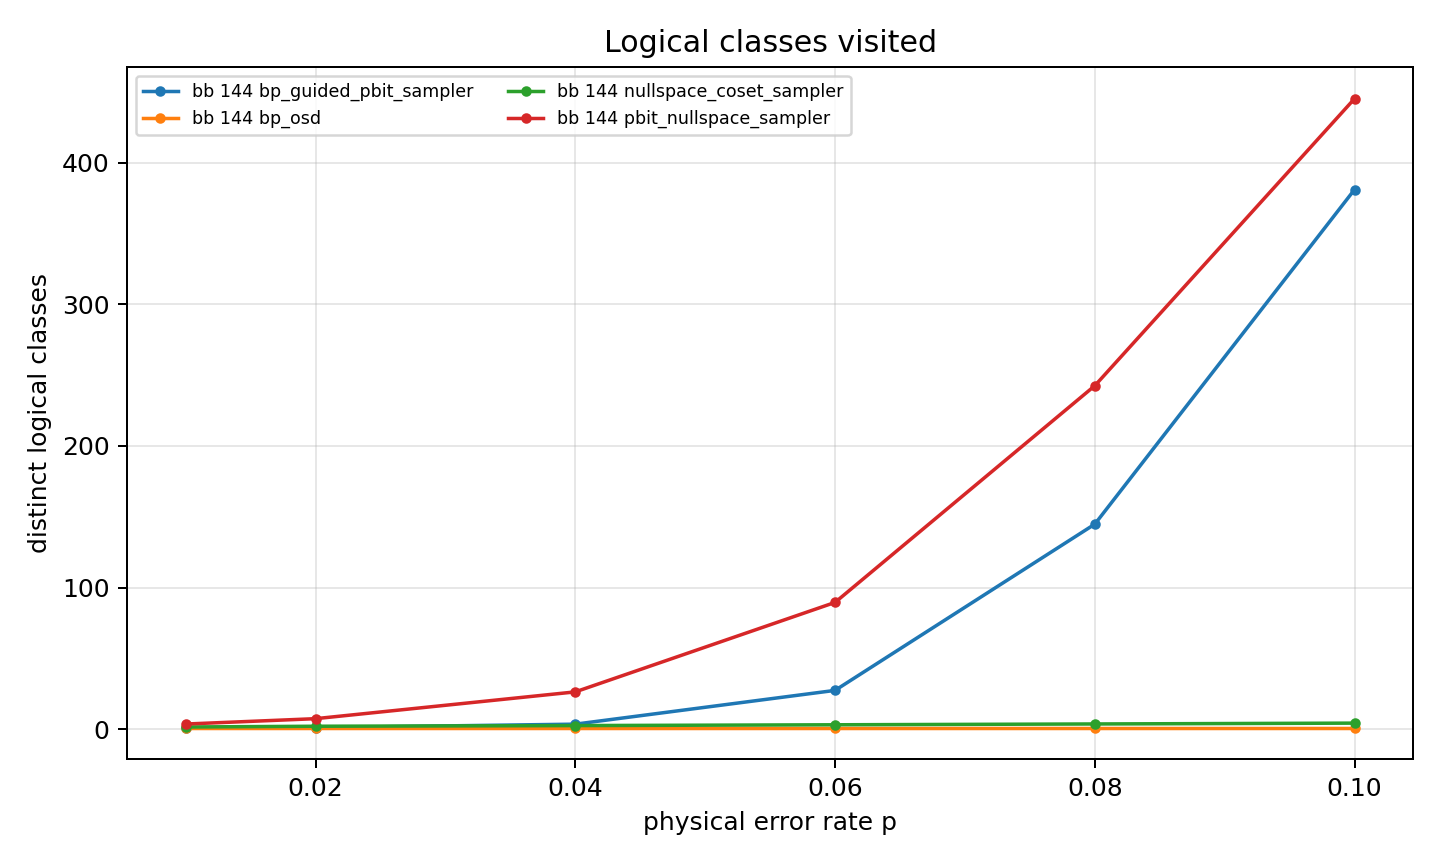 Logical classes visited
bb 144 bp_guided_pbit_sampler
bb 144 bp_osd
bb 144 nullspace_coset_sampler
bb 144 pbit_nullspace_sampler
distinct logical classes
400
300
200
100
0
0.02 0.04 0.06 0.08 0.10
physical error rate p